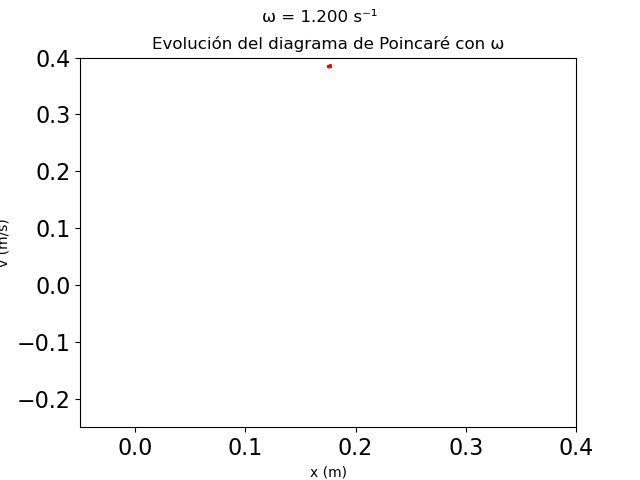 ω = 1.200 s⁻¹
Evolución del diagrama de Poincaré con ω
0.4
0.3
0.2
0.1
0.0
−0.1
−0.2
v (m/s)
0.0 0.1 0.2 0.3 0.4
x (m)